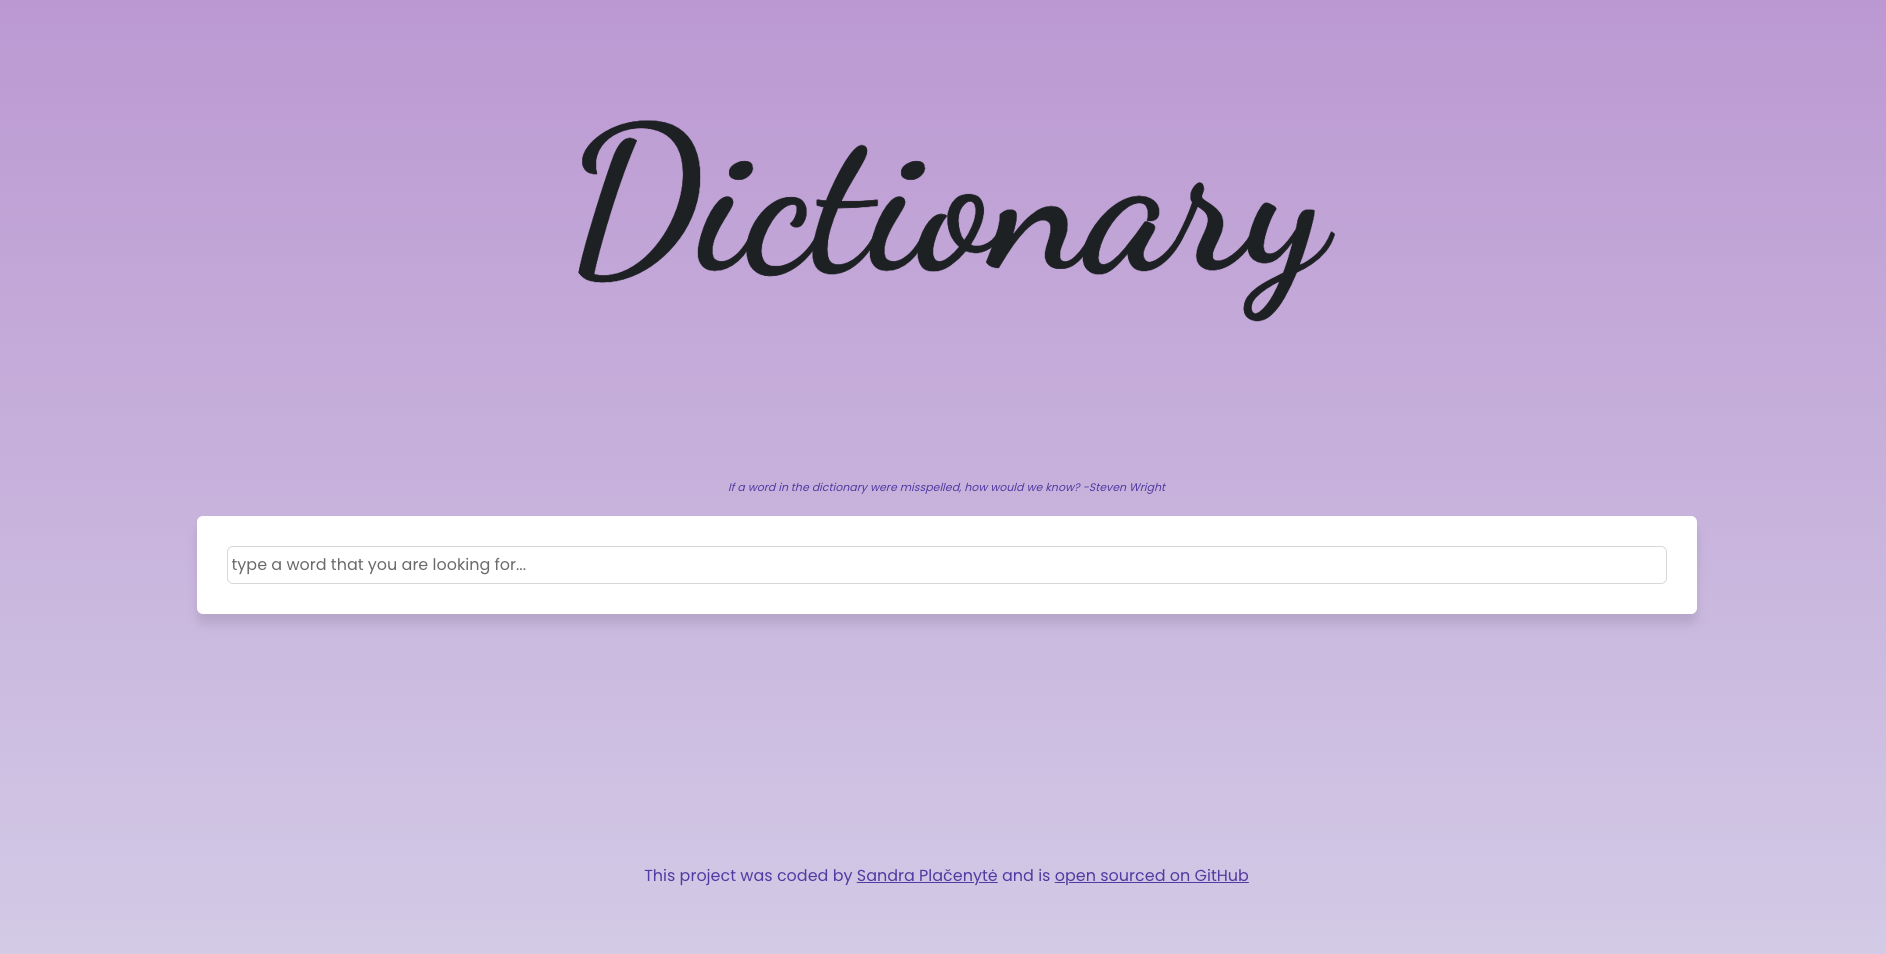 Dictionary
If a word in the dictionary were misspelled, how would we know? -Steven Wright
type a word that you are looking for...
This project was coded by Sandra Plačenytė and is open sourced on GitHub